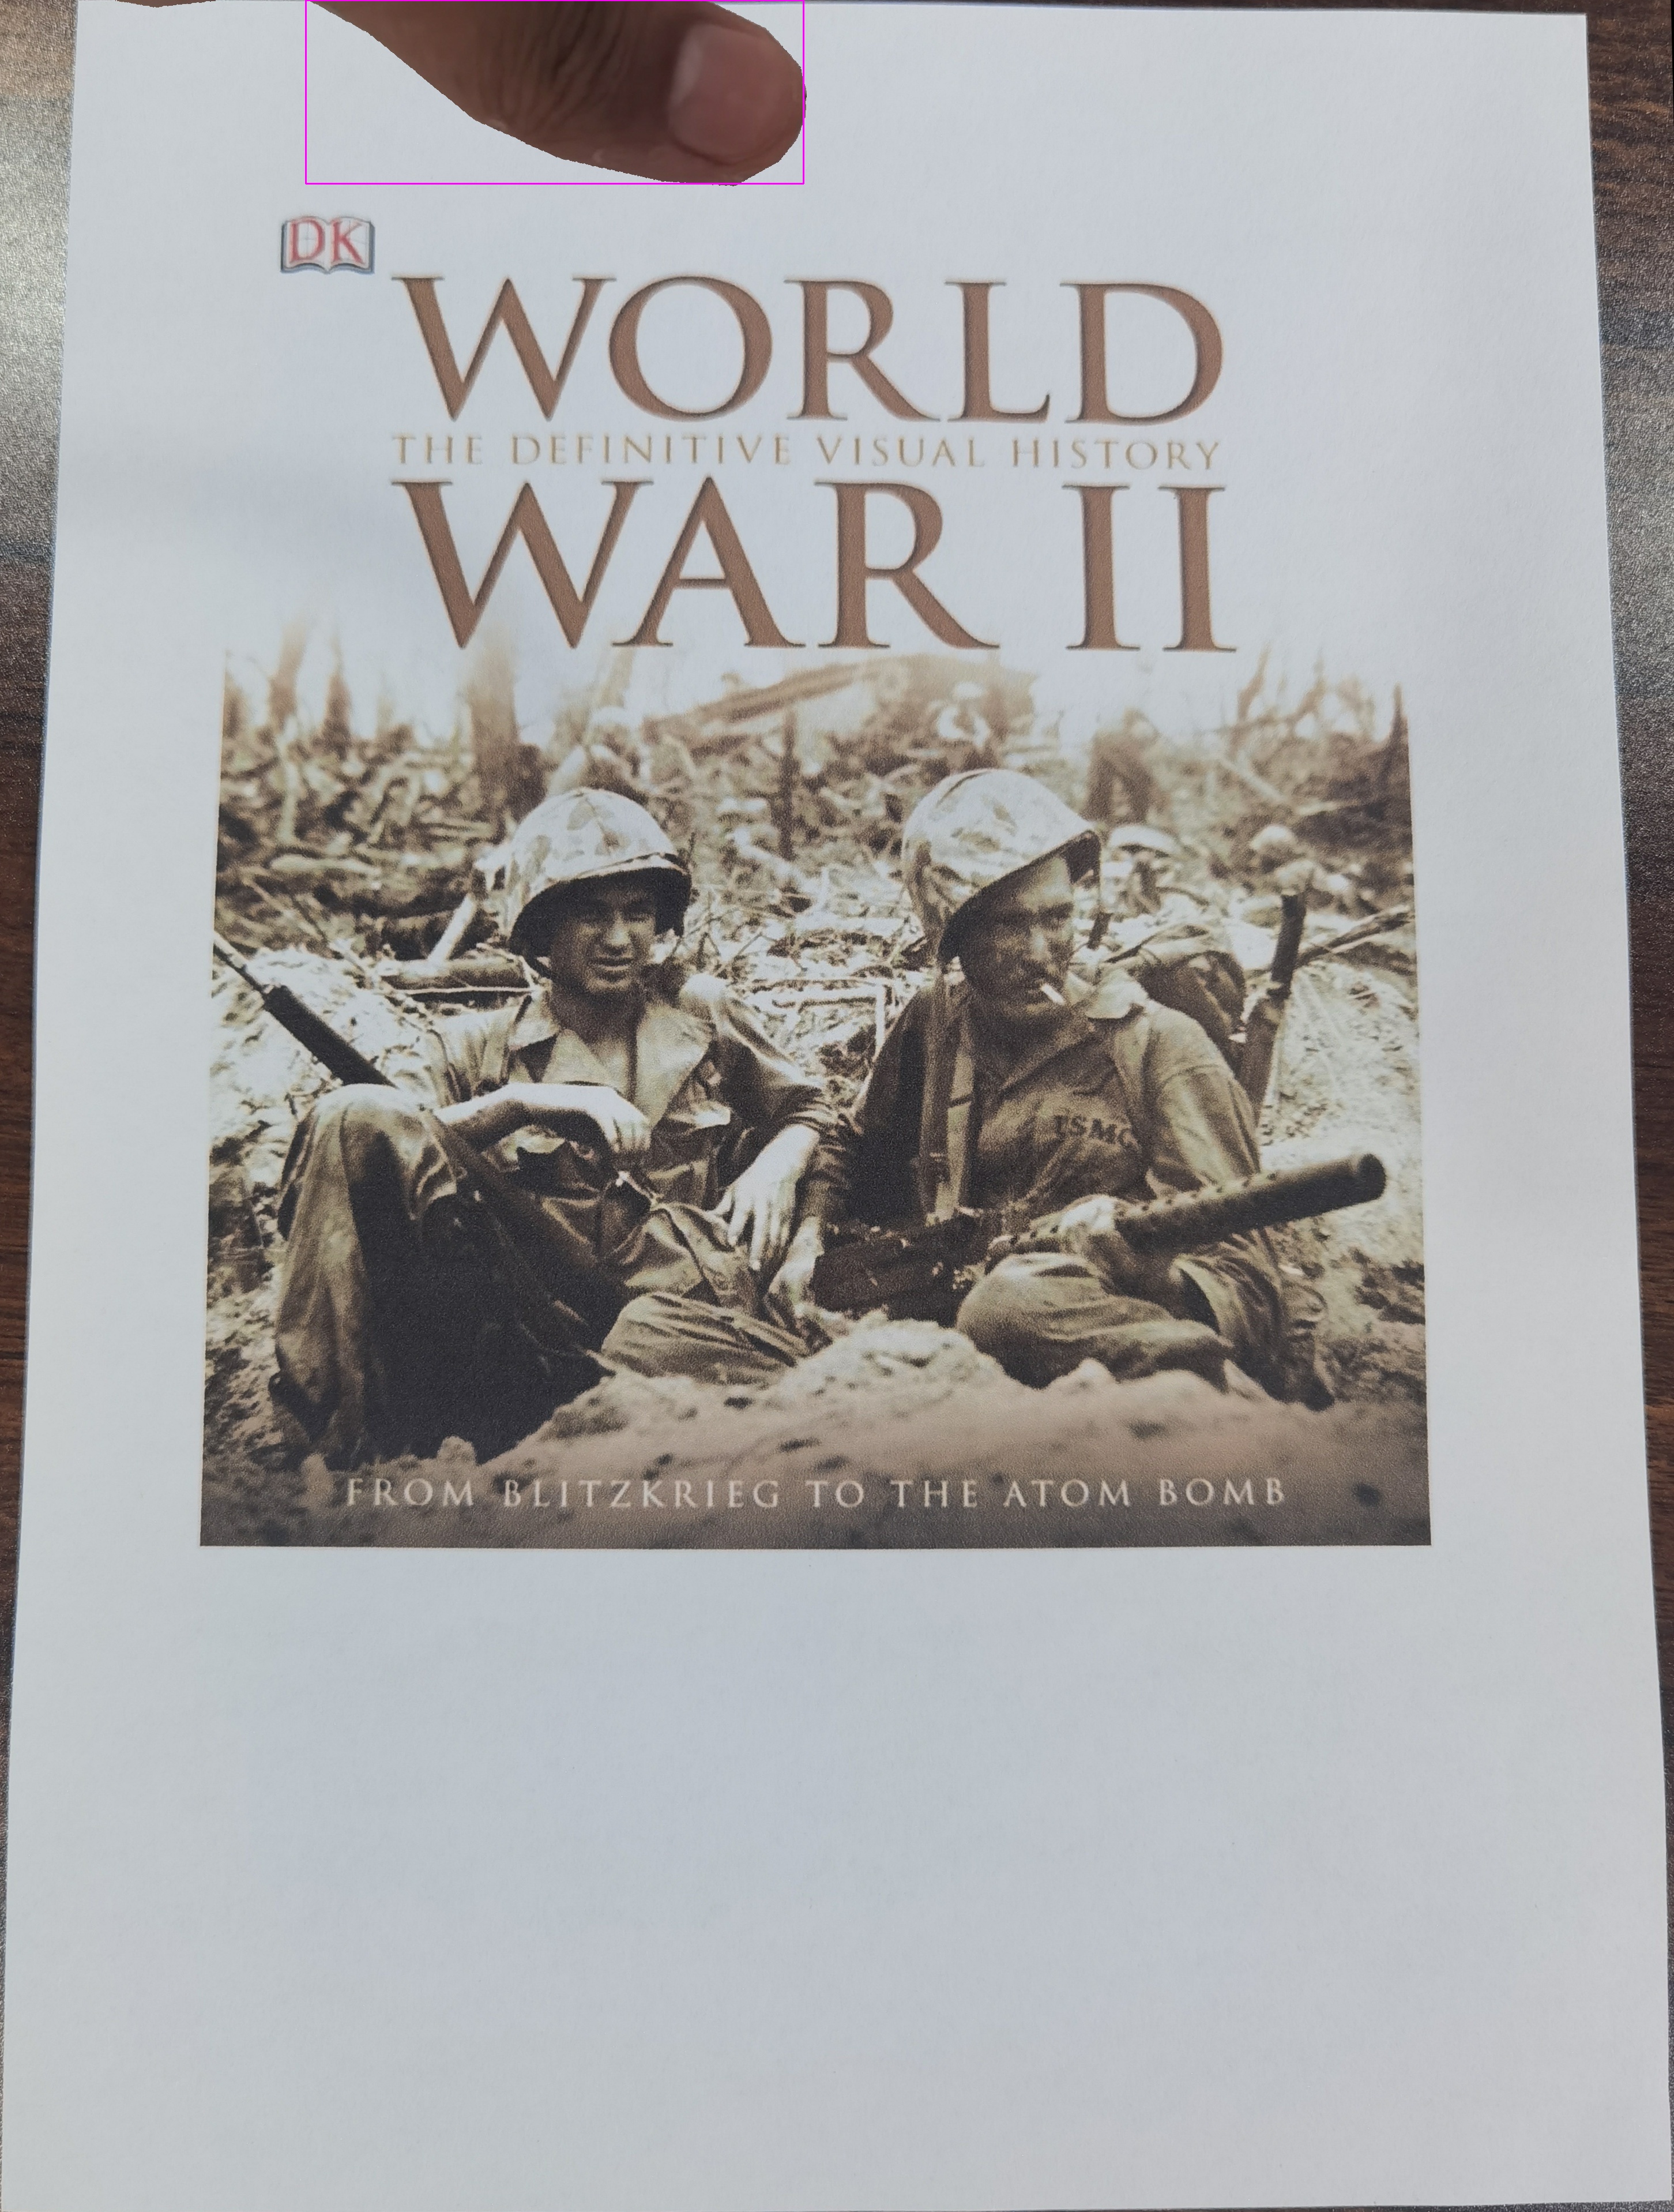 DK
WORLD
THE DEFINITIVE VISUAL HISTORY
WAR II
USMC
FROM BLITZKRIEG TO THE ATOM BOMB